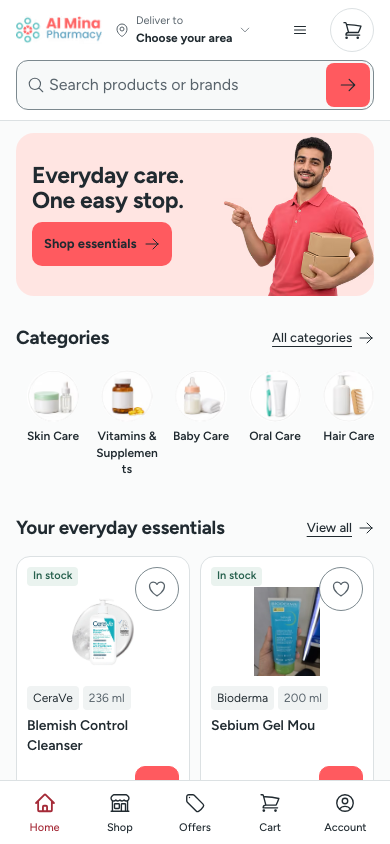 Al Mina
Pharmacy
Deliver to
Choose your area
Search products or brands
Everyday care.
One easy stop.
Shop essentials
Categories
All categories
Skin Care
Vitamins &
Supplemen
ts
Baby Care
Oral Care
Hair Care
Your everyday essentials
View all
In stock
In stock
CeraVe
CeraVe
236 ml
Bioderma
200 ml
Blemish Control
Cleanser
Sebium Gel Mou
Home
Shop
Offers
Cart
Account